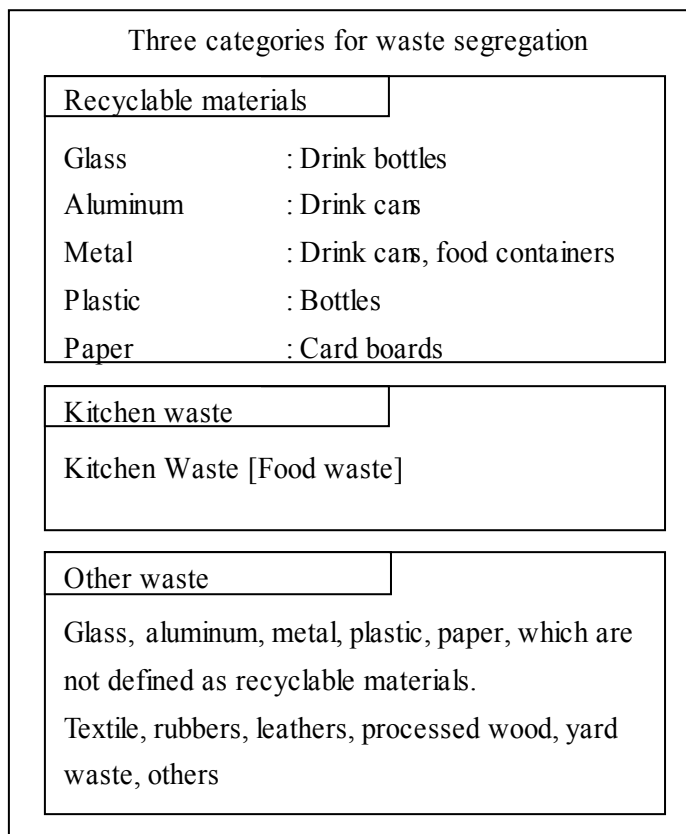 Three categories for waste segregation
Recyclable materials
Glass : Drink bottles
Aluminum : Drink cans
Metal : Drink cans, food containers
Plastic : Bottles
Paper : Card boards
Kitchen waste
Kitchen Waste [Food waste]
Other waste
Glass, aluminum, metal, plastic, paper, which are
not defined as recyclable materials.
Textile, rubbers, leathers, processed wood, yard
waste, others